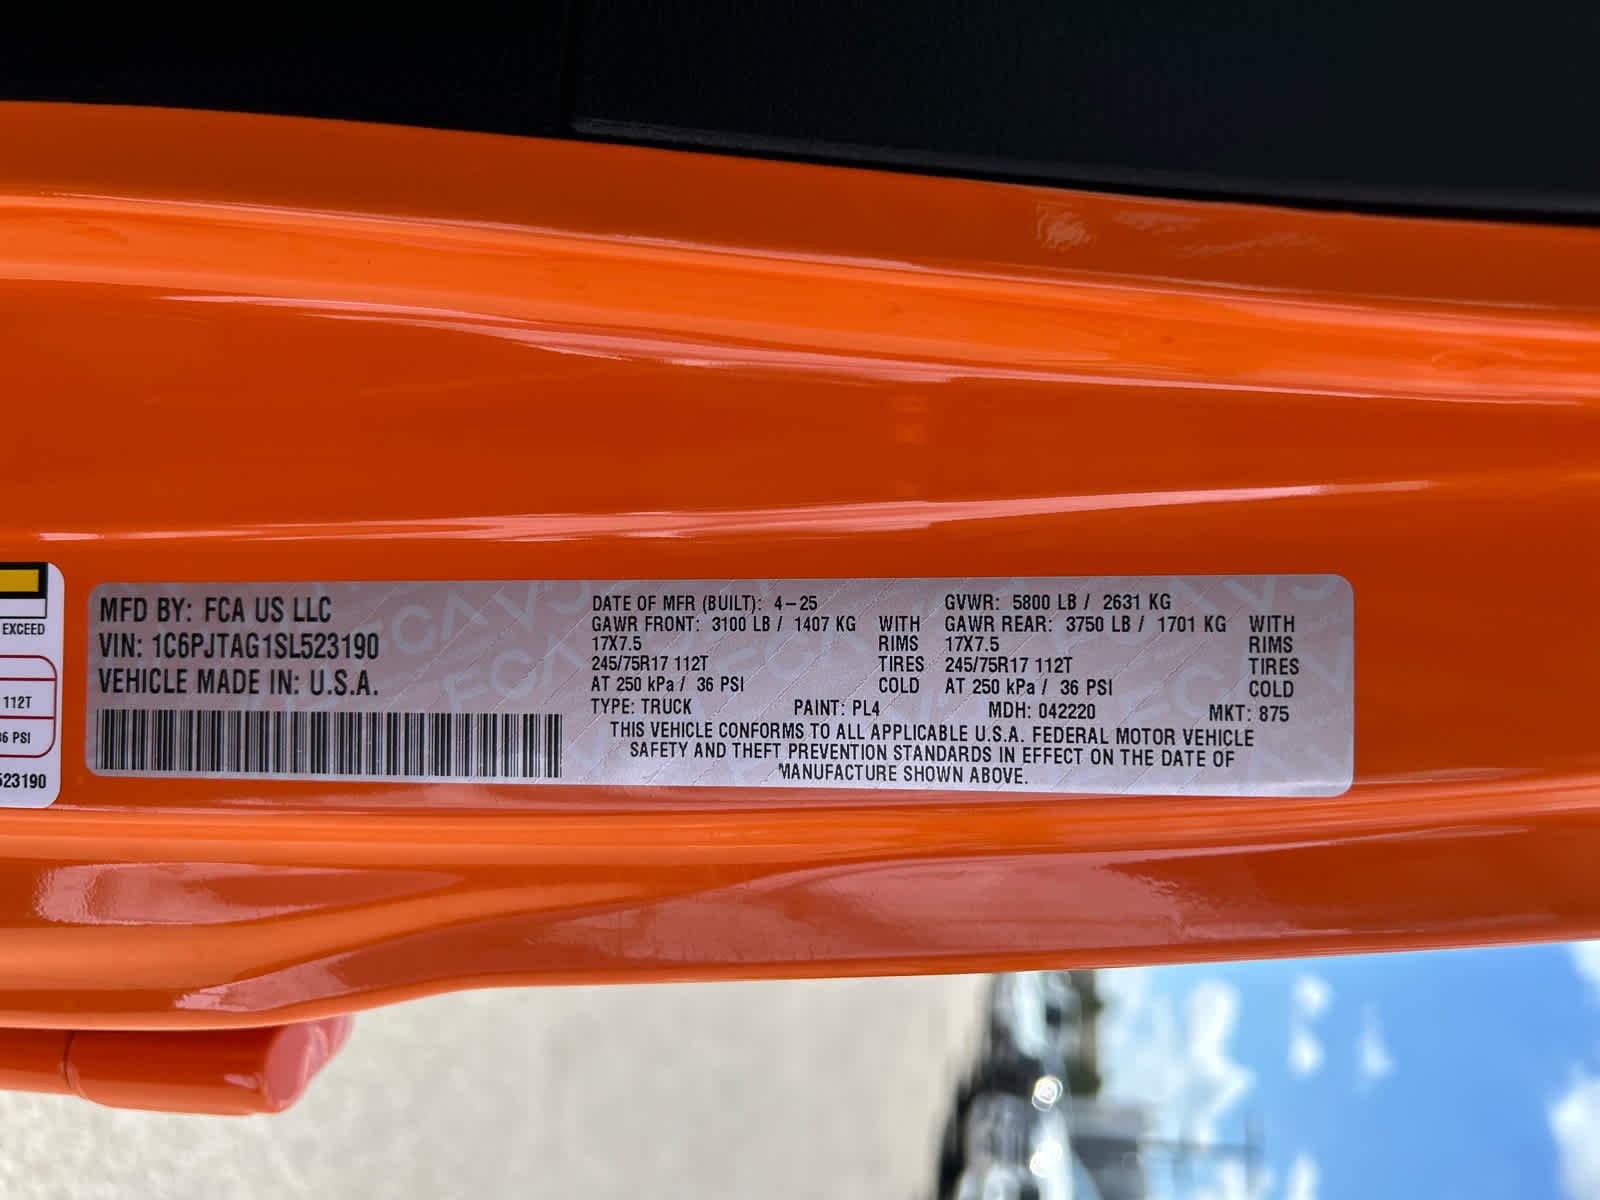 EXCEED
112T
36 PSI
523190
MFD BY: FCA US LLC
VIN: 1C6PJTAG1SL523190
VEHICLE MADE IN: U.S.A.
DATE OF MFR (BUILT): 4-25 GVWR: 5800 LB / 2631 KG
GAWR FRONT: 3100 LB / 1407 KG WITH GAWR REAR: 3750 LB / 1701 KG WITH
17X7.5 RIMS 17X7.5 RIMS
245/75R17 112T TIRES 245/75R17 112T TIRES
AT 250 kPa / 36 PSI COLD AT 250 kPa / 36 PSI COLD
TYPE: TRUCK PAINT: PL4 MDH: 042220 MKT: 875
THIS VEHICLE CONFORMS TO ALL APPLICABLE U.S.A. FEDERAL MOTOR VEHICLE
SAFETY AND THEFT PREVENTION STANDARDS IN EFFECT ON THE DATE OF
MANUFACTURE SHOWN ABOVE.